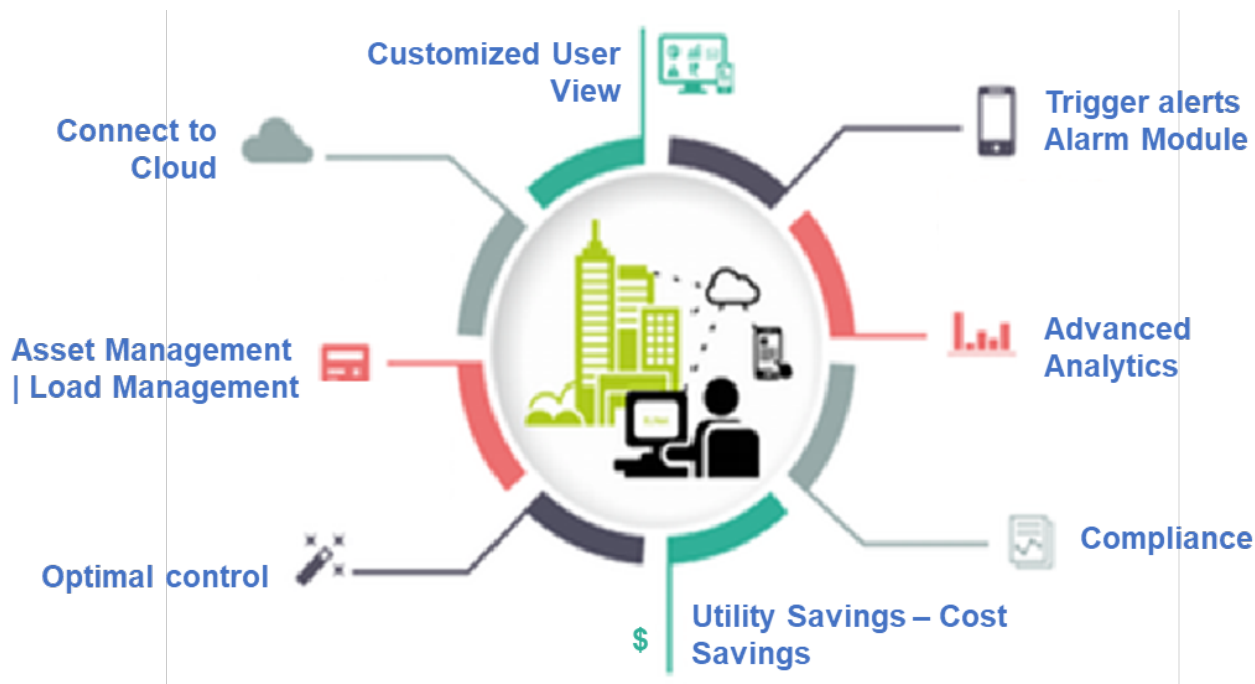 Customized User
View
Trigger alerts
Alarm Module
Connect to
Cloud
Advanced
Analytics
Asset Management
| Load Management
Compliance
Optimal control
Utility Savings – Cost
Savings
$